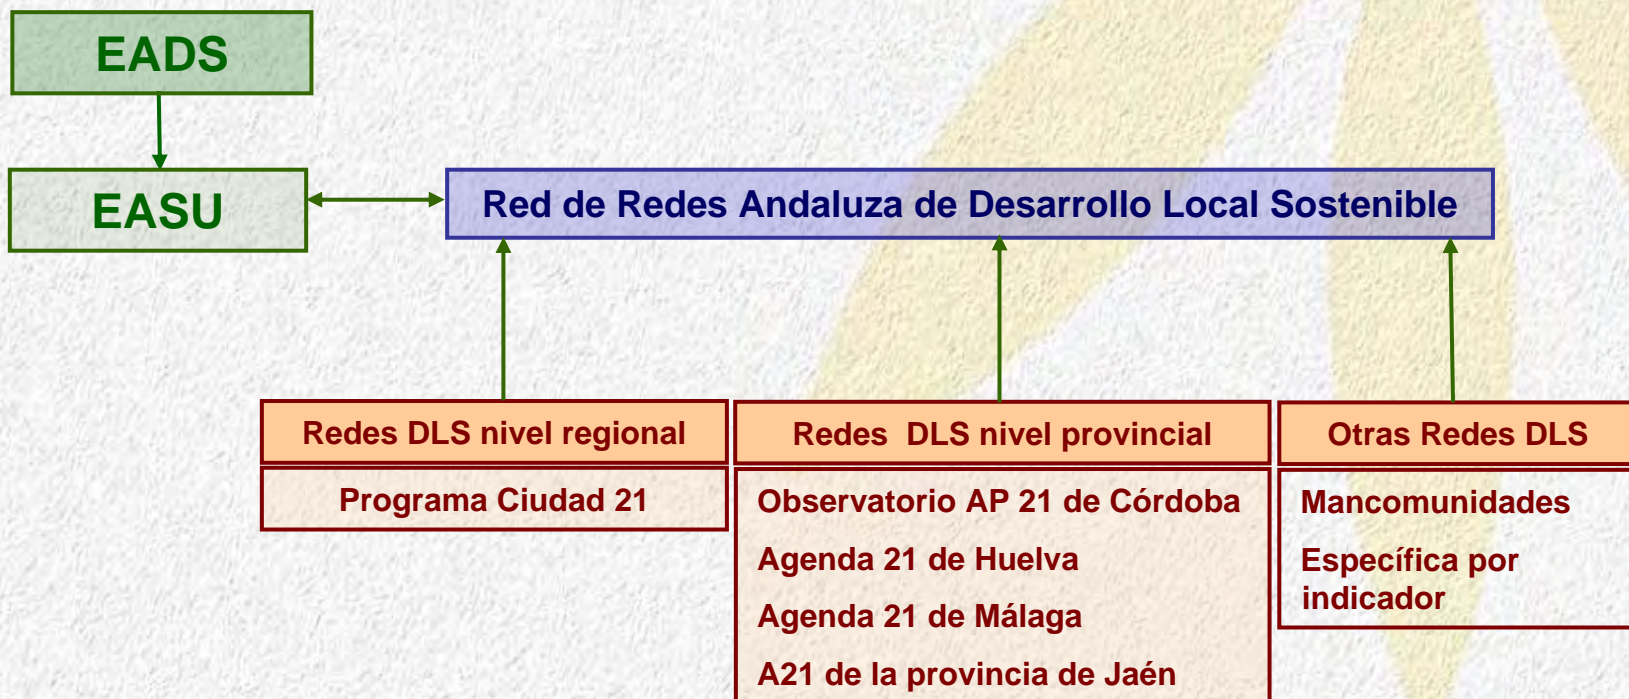 EADS
EASU
Red de Redes Andaluza de Desarrollo Local Sostenible
Redes DLS nivel regional
Programa Ciudad 21
Redes DLS nivel provincial
Observatorio AP 21 de Córdoba
Agenda 21 de Huelva
Agenda 21 de Málaga
A21 de la provincia de Jaén
Otras Redes DLS
Mancomunidades
Específica por
indicador